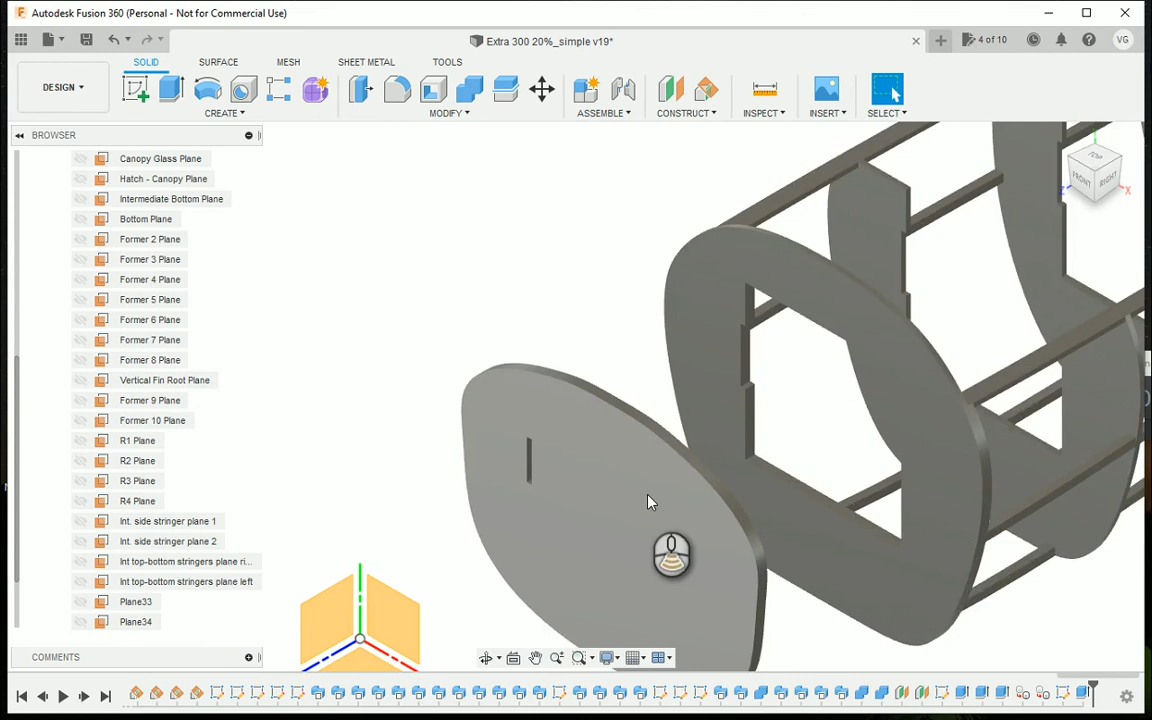 Autodesk Fusion 360 (Personal - Not for Commercial Use)
Extra 300 20%_simple v19*
4 of 10
VG
SOLID SURFACE MESH SHEET METAL TOOLS
DESIGN
CREATE MODIFY ASSEMBLE CONSTRUCT INSPECT INSERT SELECT
BROWSER
Canopy Glass Plane
Hatch - Canopy Plane
Intermediate Bottom Plane
Bottom Plane
Former 2 Plane
Former 3 Plane
Former 4 Plane
Former 5 Plane
Former 6 Plane
Former 7 Plane
Former 8 Plane
Vertical Fin Root Plane
Former 9 Plane
Former 10 Plane
R1 Plane
R2 Plane
R3 Plane
R4 Plane
Int. side stringer plane 1
Int. side stringer plane 2
Int top-bottom stringers plane ri...
Int top-bottom stringers plane left
Plane33
Plane34
TOP
FRONT
RIGHT
Z
X
COMMENTS